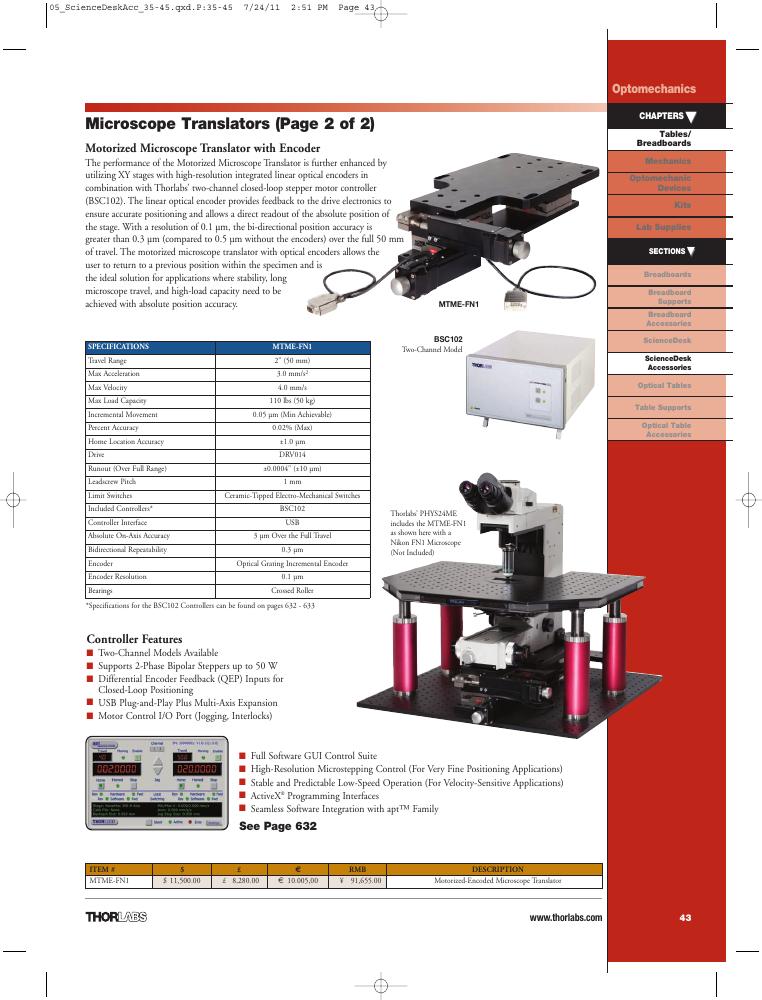 05_ScienceDeskAcc_35-45.qxd.P:35-45 7/24/11 2:51 PM Page 43
Optomechanics
CHAPTERS
Tables/
Breadboards
Mechanics
Optomechanic
Devices
Kits
Lab Supplies
SECTIONS
Breadboards
Breadboard
Supports
Breadboard
Accessories
ScienceDesk
ScienceDesk
Accessories
Optical Tables
Table Supports
Optical Table
Accessories
Microscope Translators (Page 2 of 2)
Motorized Microscope Translator with Encoder
The performance of the Motorized Microscope Translator is further enhanced by
utilizing XY stages with high-resolution integrated linear optical encoders in
combination with Thorlabs' two-channel closed-loop stepper motor controller
(BSC102). The linear optical encoder provides feedback to the drive electronics to
ensure accurate positioning and allows a direct readout of the absolute position of
the stage. With a resolution of 0.1 µm, the bi-directional position accuracy is
greater than 0.3 µm (compared to 0.5 µm without the encoders) over the full 50 mm
of travel. The motorized microscope translator with optical encoders allows the
user to return to a previous position within the specimen and is
the ideal solution for applications where stability, long
microscope travel, and high-load capacity need to be
achieved with absolute position accuracy.
MTME-FN1
BSC102
Two-Channel Model
THORLABS
SPECIFICATIONS MTME-FN1
Travel Range 2" (50 mm)
Max Acceleration 3.0 mm/s²
Max Velocity 4.0 mm/s
Max Load Capacity 110 lbs (50 kg)
Incremental Movement 0.05 µm (Min Achievable)
Percent Accuracy 0.02% (Max)
Home Location Accuracy ±1.0 µm
Drive DRV014
Runout (Over Full Range) ±0.0004" (±10 µm)
Leadscrew Pitch 1 mm
Limit Switches Ceramic-Tipped Electro-Mechanical Switches
Included Controllers* BSC102
Controller Interface USB
Absolute On-Axis Accuracy 3 µm Over the Full Travel
Bidirectional Repeatability 0.3 µm
Encoder Optical Grating Incremental Encoder
Encoder Resolution 0.1 µm
Bearings Crossed Roller
*Specifications for the BSC102 Controllers can be found on pages 632 - 633
Thorlabs' PHYS24ME
includes the MTME-FN1
as shown here with a
Nikon FN1 Microscope
(Not Included)
Controller Features
■ Two-Channel Models Available
■ Supports 2-Phase Bipolar Steppers up to 50 W
■ Differential Encoder Feedback (QEP) Inputs for
Closed-Loop Positioning
■ USB Plug-and-Play Plus Multi-Axis Expansion
■ Motor Control I/O Port (Jogging, Interlocks)
■ Full Software GUI Control Suite
■ High-Resolution Microstepping Control (For Very Fine Positioning Applications)
■ Stable and Predictable Low-Speed Operation (For Velocity-Sensitive Applications)
■ ActiveX® Programming Interfaces
■ Seamless Software Integration with apt™ Family
See Page 632
ITEM # $ £ € RMB DESCRIPTION
MTME-FN1 $ 11,500.00 £ 8,280.00 € 10.005,00 ¥ 91,655.00 Motorized-Encoded Microscope Translator
THORLABS
www.thorlabs.com
43